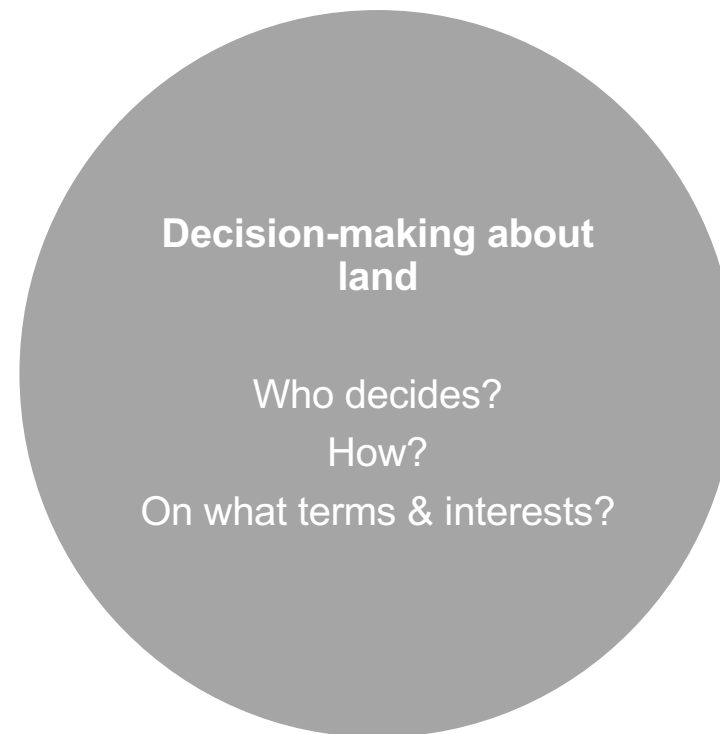 Decision-making about
land
Who decides?
How?
On what terms & interests?